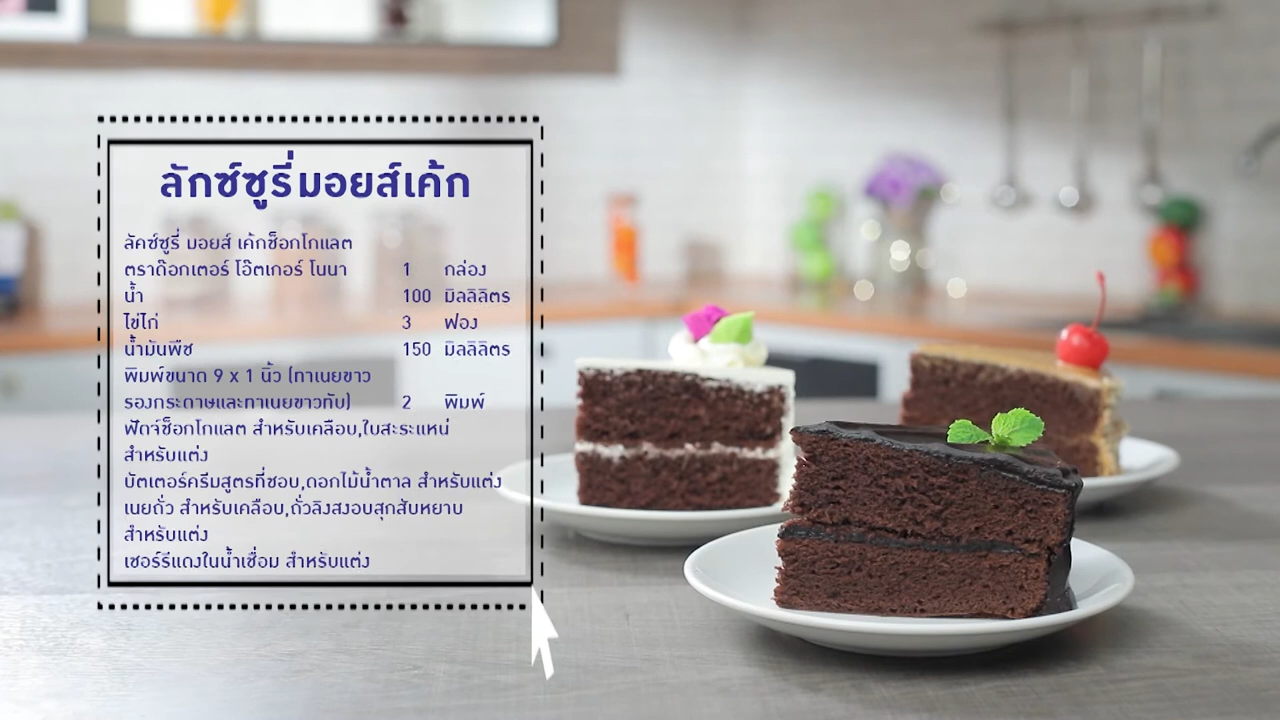 ลักซ์ซูรี่มอยส์เค้ก
ลัคซ์ซูรี่ มอยส์ เค้กช็อกโกแลต
ตราด๊อกเตอร์ โอ๊ตเกอร์ โนนา 1 กล่อง
น้ำ 100 มิลลิลิตร
ไข่ไก่ 3 ฟอง
น้ำมันพืช 150 มิลลิลิตร
พิมพ์ขนาด 9 x 1 นิ้ว (ทาเนยขาว
รองกระดาษและทาเนยขาวทับ) 2 พิมพ์
ฟัดจ์ช็อกโกแลต สำหรับเคลือบ,ใบสะระแหน่
สำหรับแต่ง
บัตเตอร์ครีมสูตรที่ชอบ,ดอกไม้น้ำตาล สำหรับแต่ง
เนยถั่ว สำหรับเคลือบ,ถั่วลิงสงอบสุกสับหยาบ
สำหรับแต่ง
เชอร์รีแดงในน้ำเชื่อม สำหรับแต่ง